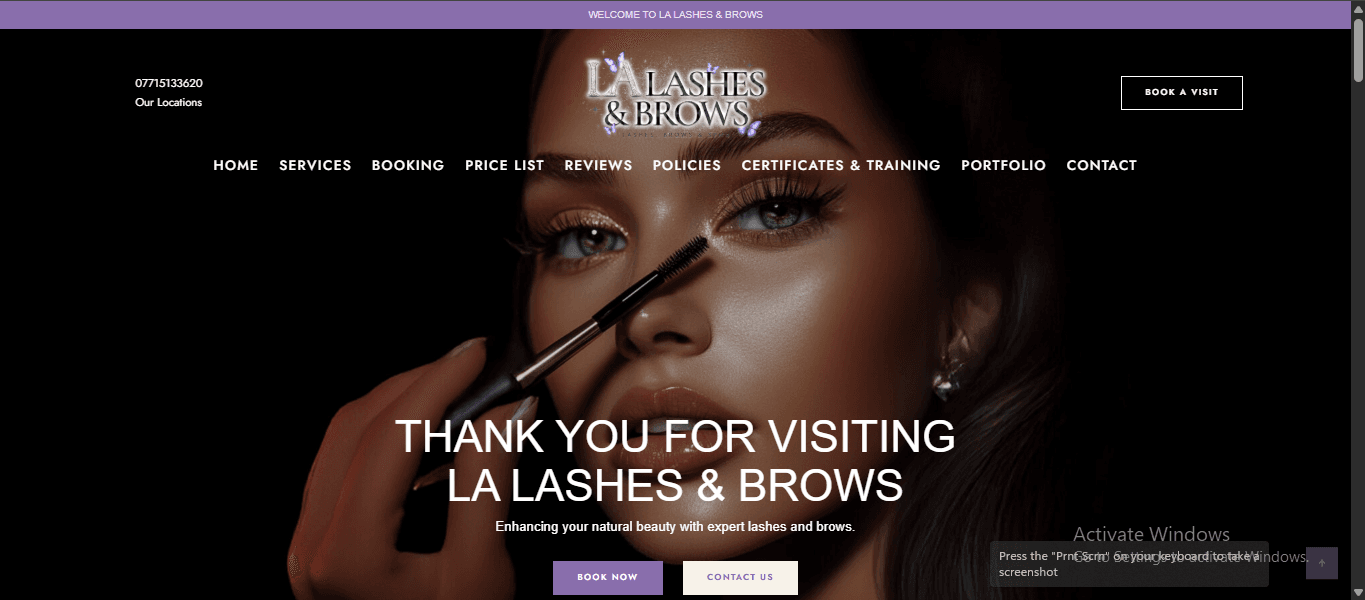 WELCOME TO LA LASHES & BROWS
07715133620
Our Locations
LA LASHES
& BROWS
BOOK A VISIT
HOME SERVICES BOOKING PRICE LIST REVIEWS POLICIES CERTIFICATES & TRAINING PORTFOLIO CONTACT
THANK YOU FOR VISITING
LA LASHES & BROWS
Enhancing your natural beauty with expert lashes and brows.
BOOK NOW CONTACT US
Activate Windows
Go to Settings to activate Windows.
Press the "Prnt Scrn" on your keyboard to take a
screenshot